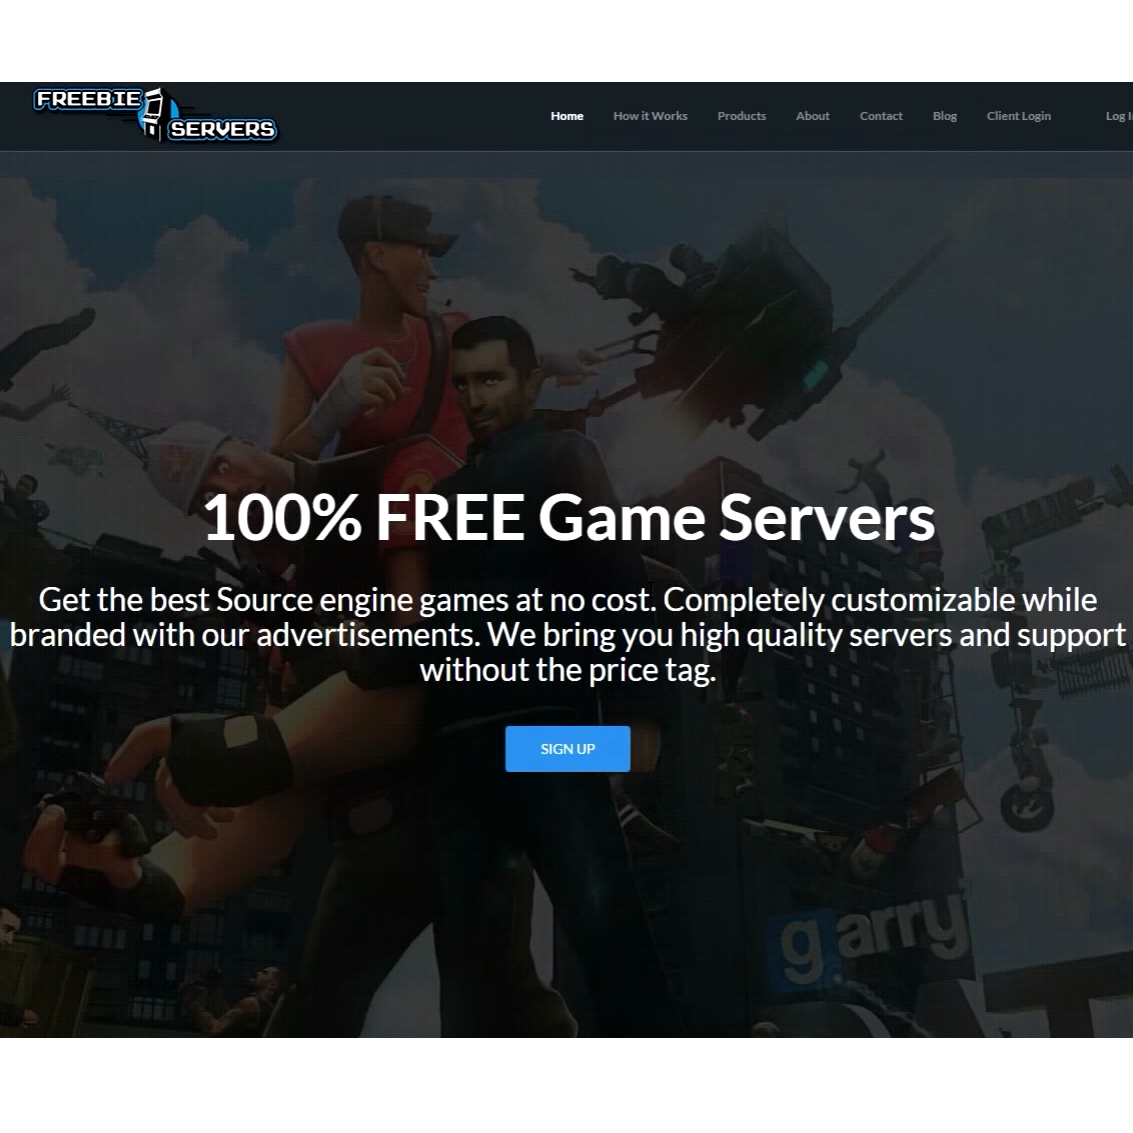 FREEBIE
SERVERS
Home How it Works Products About Contact Blog Client Login Log I
100% FREE Game Servers
Get the best Source engine games at no cost. Completely customizable while
branded with our advertisements. We bring you high quality servers and support
without the price tag.
SIGN UP
garry